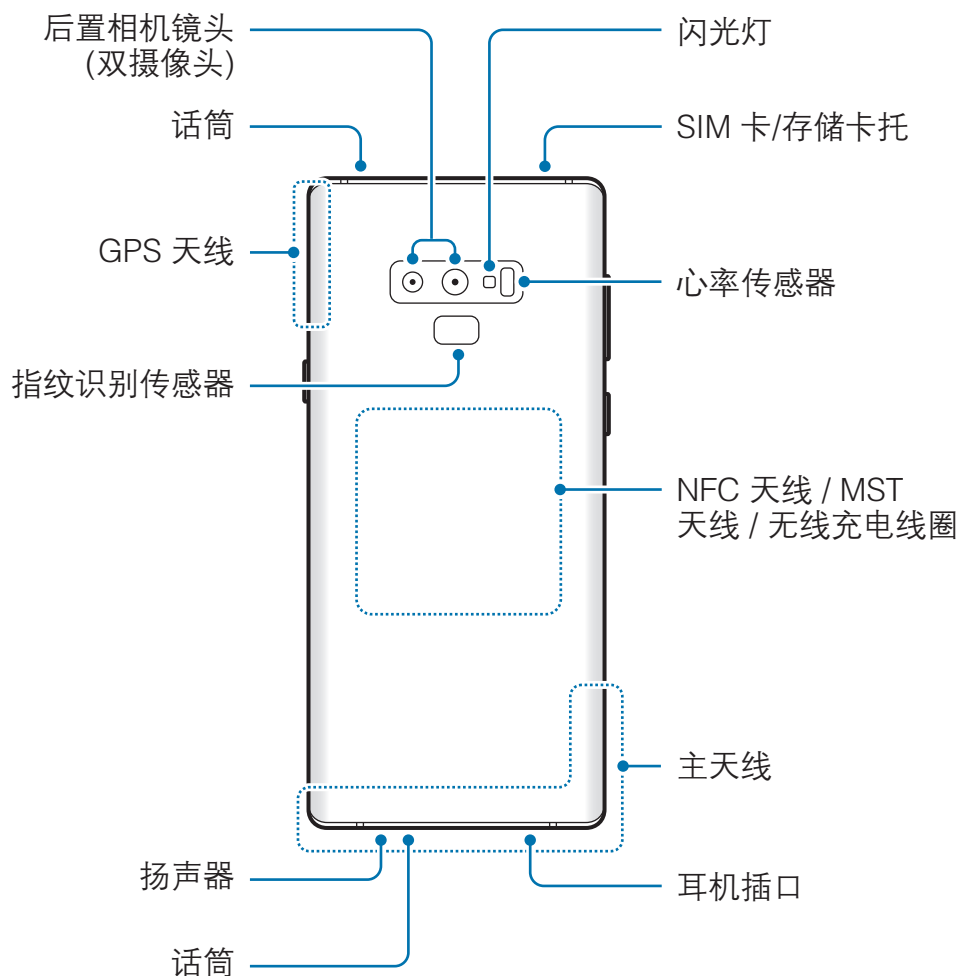 后置相机镜头
(双摄像头)
闪光灯
话筒
SIM 卡/存储卡托
GPS 天线
心率传感器
指纹识别传感器
NFC 天线 / MST
天线 / 无线充电线圈
主天线
扬声器
耳机插口
话筒